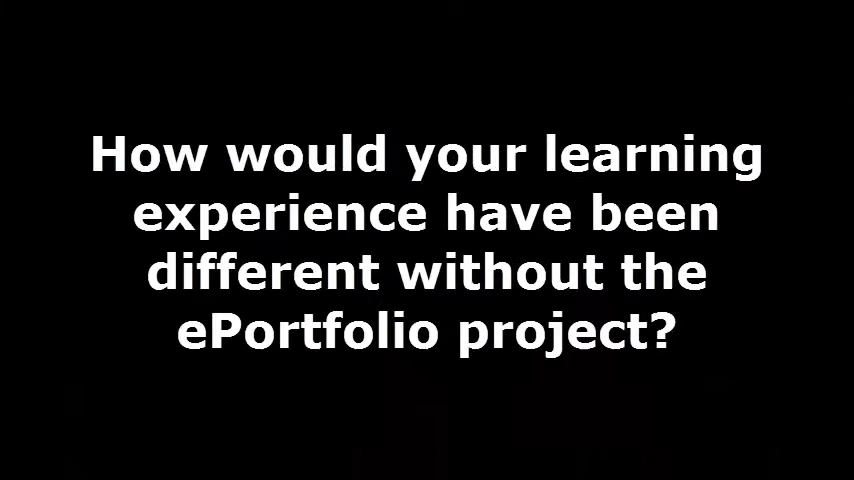 How would your learning
experience have been
different without the
ePortfolio project?